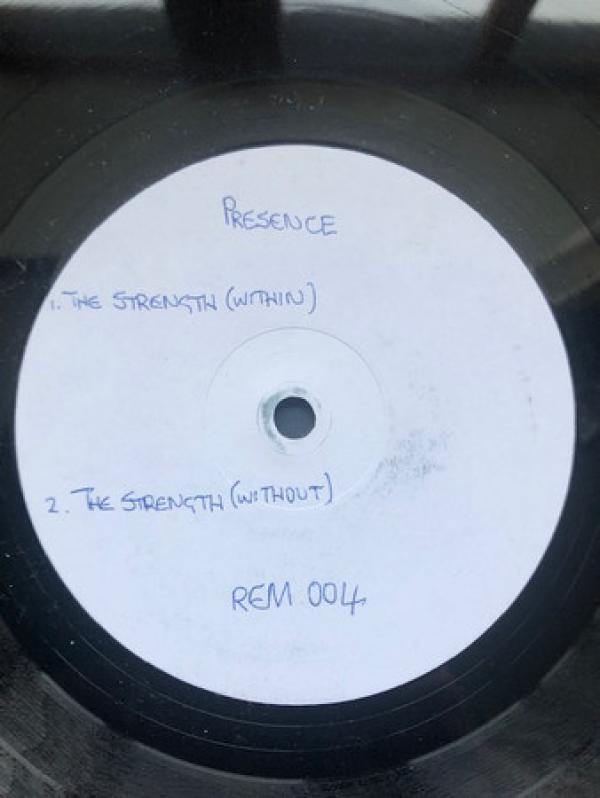 PRESENCE
1. THE STRENGTH (WITHIN)
2. THE STRENGTH (WITHOUT)
REM 004